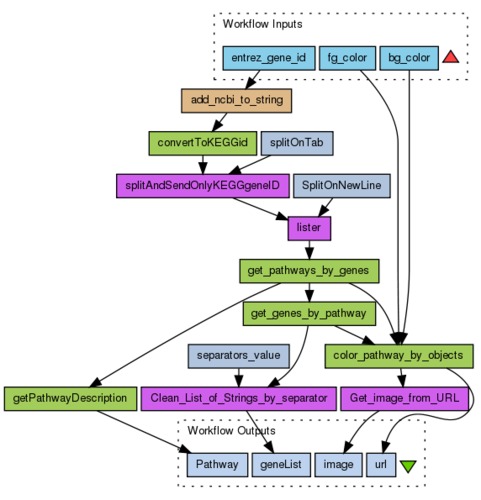 Workflow Inputs
entrez_gene_id fg_color bg_color
add_ncbi_to_string
convertToKEGGid splitOnTab
splitAndSendOnlyKEGGgeneID SplitOnNewLine
lister
get_pathways_by_genes
get_genes_by_pathway
separators_value color_pathway_by_objects
getPathwayDescription Clean_List_of_Strings_by_separator Get_image_from_URL
Workflow Outputs
Pathway geneList image url